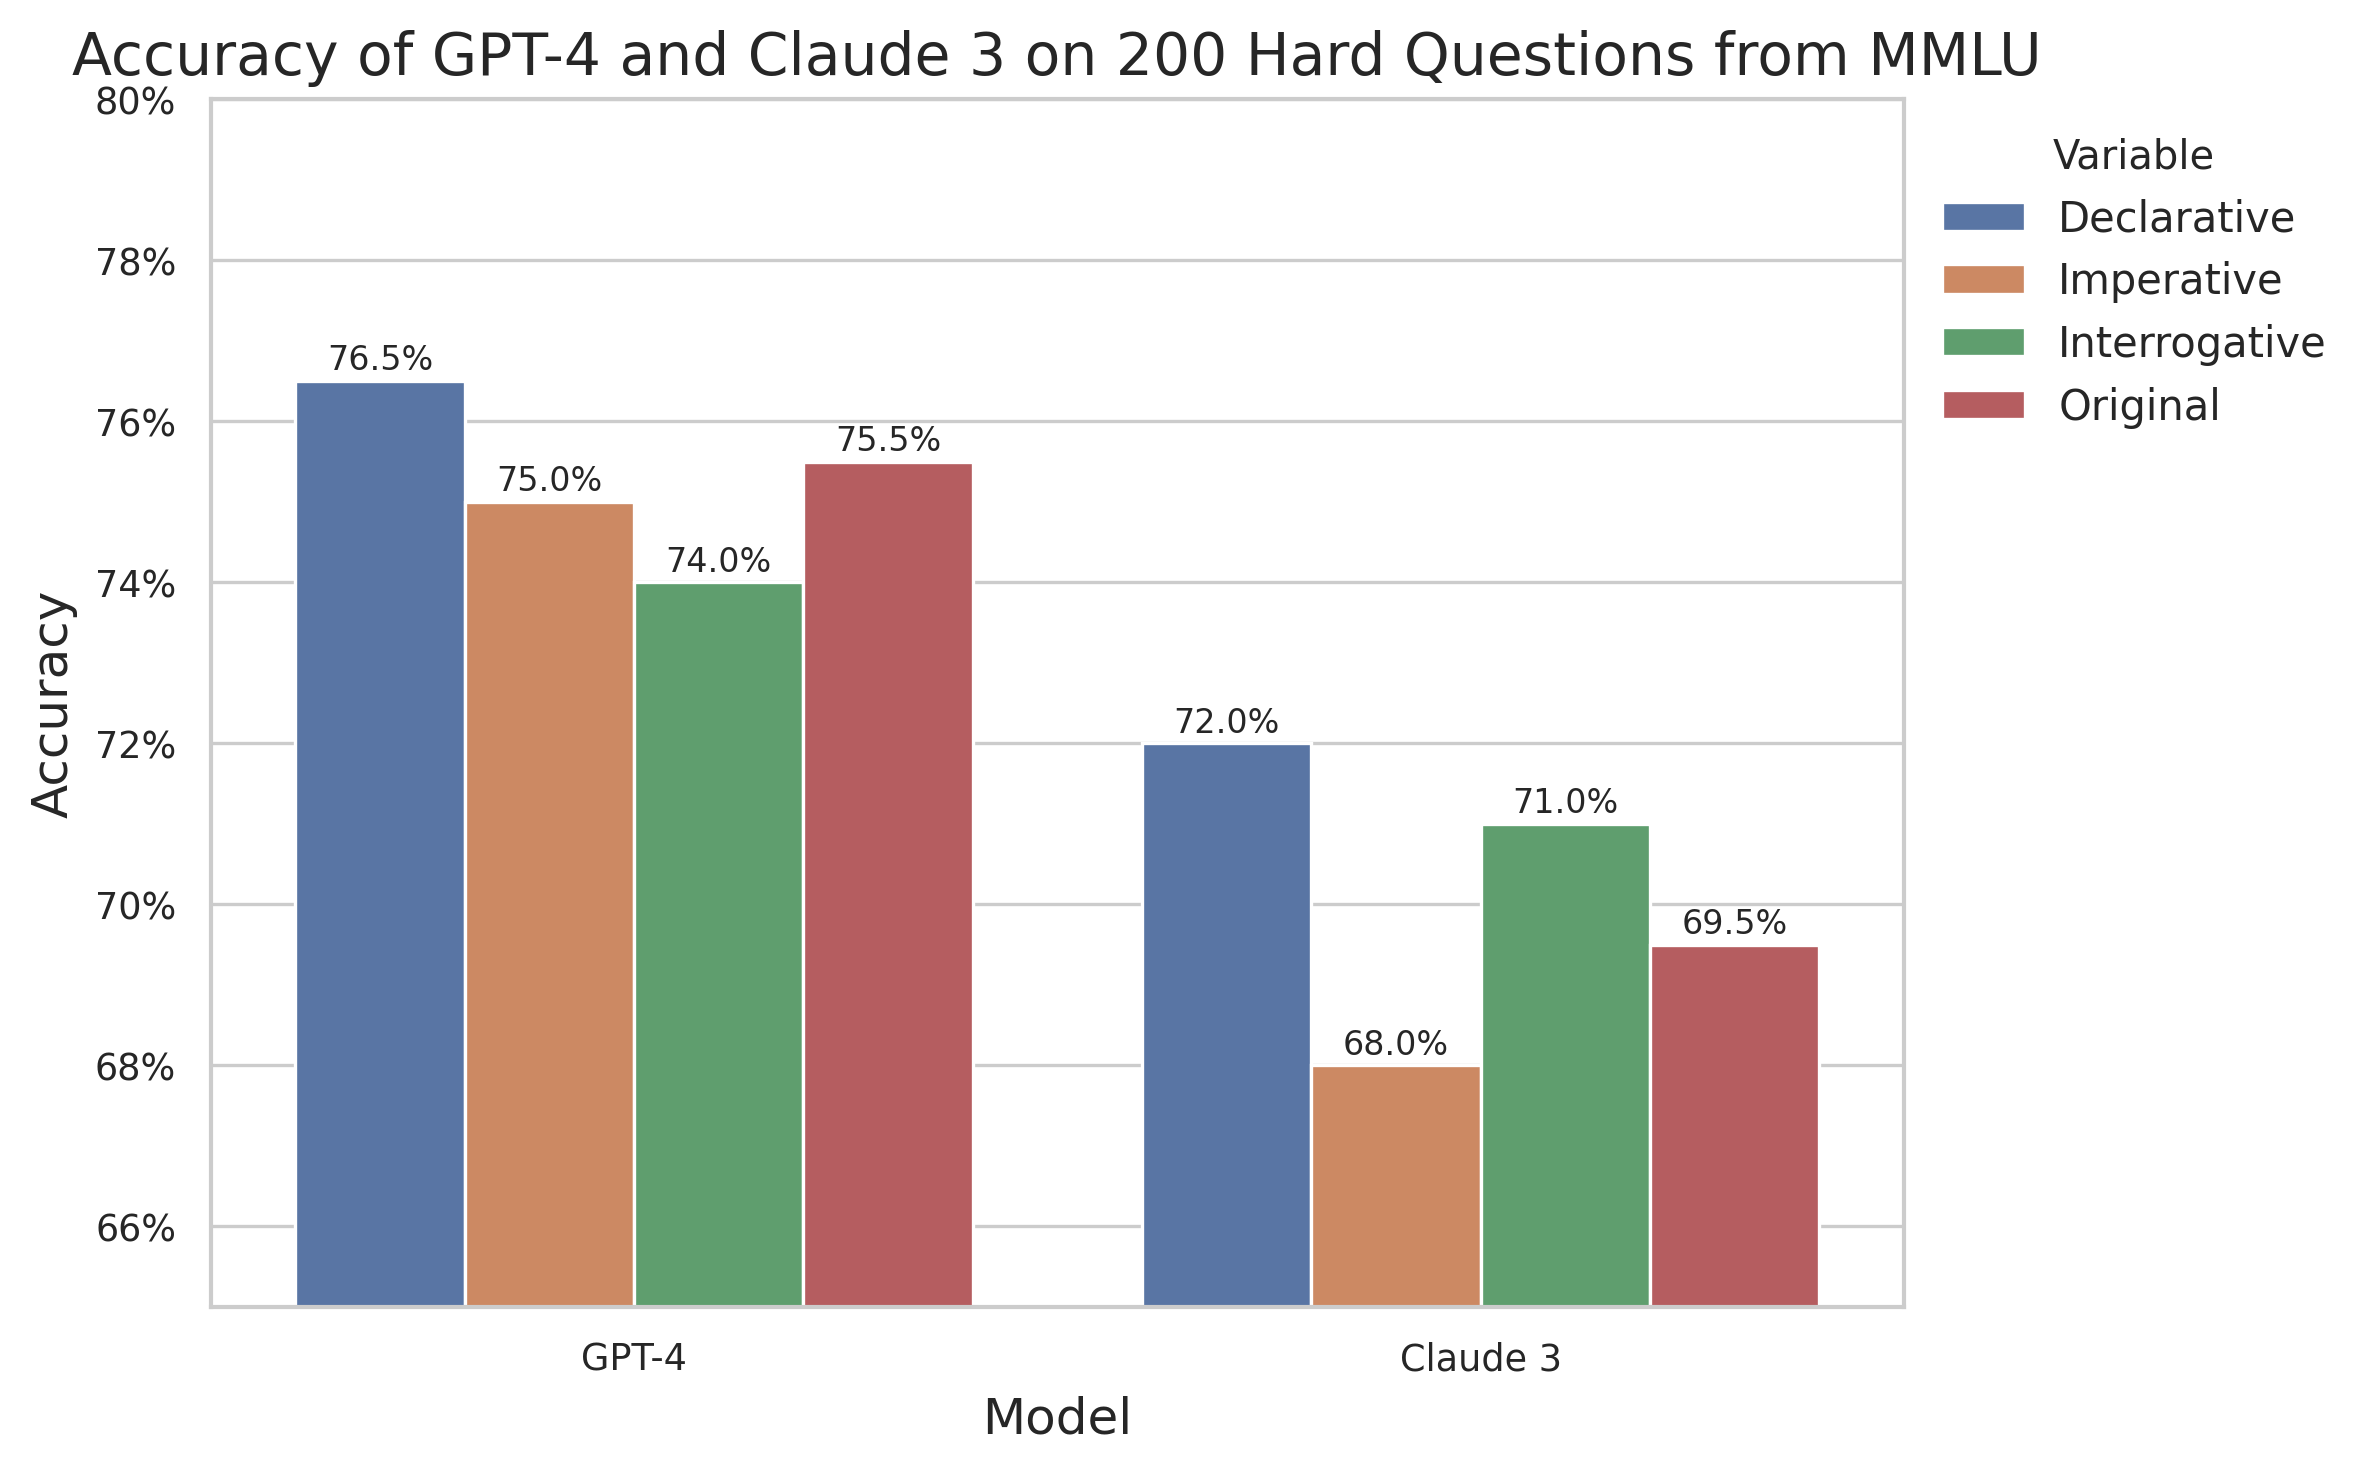 Accuracy of GPT-4 and Claude 3 on 200 Hard Questions from MMLU
80%
78%
76%
74%
72%
70%
68%
66%
Accuracy
76.5%
75.0%
74.0%
75.5%
72.0%
68.0%
71.0%
69.5%
GPT-4
Claude 3
Model
Variable
Declarative
Imperative
Interrogative
Original